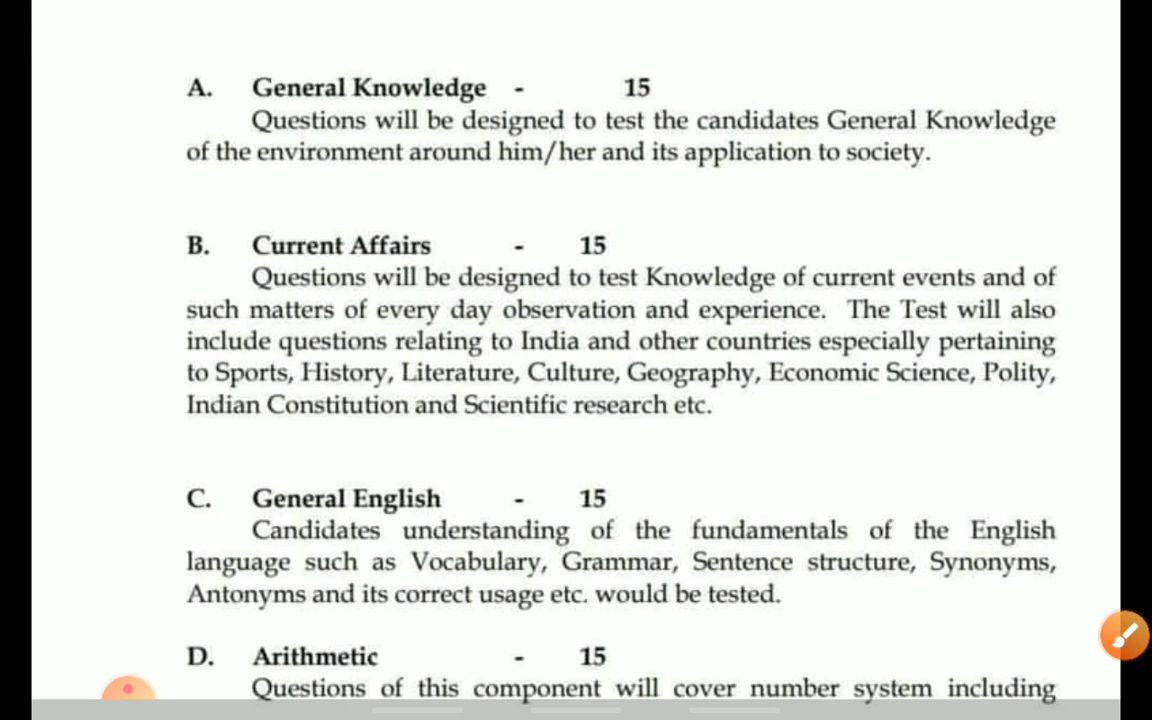 A. General Knowledge - 15
Questions will be designed to test the candidates General Knowledge
of the environment around him/her and its application to society.
B. Current Affairs - 15
Questions will be designed to test Knowledge of current events and of
such matters of every day observation and experience. The Test will also
include questions relating to India and other countries especially pertaining
to Sports, History, Literature, Culture, Geography, Economic Science, Polity,
Indian Constitution and Scientific research etc.
C. General English - 15
Candidates understanding of the fundamentals of the English
language such as Vocabulary, Grammar, Sentence structure, Synonyms,
Antonyms and its correct usage etc. would be tested.
D. Arithmetic - 15
Questions of this component will cover number system including